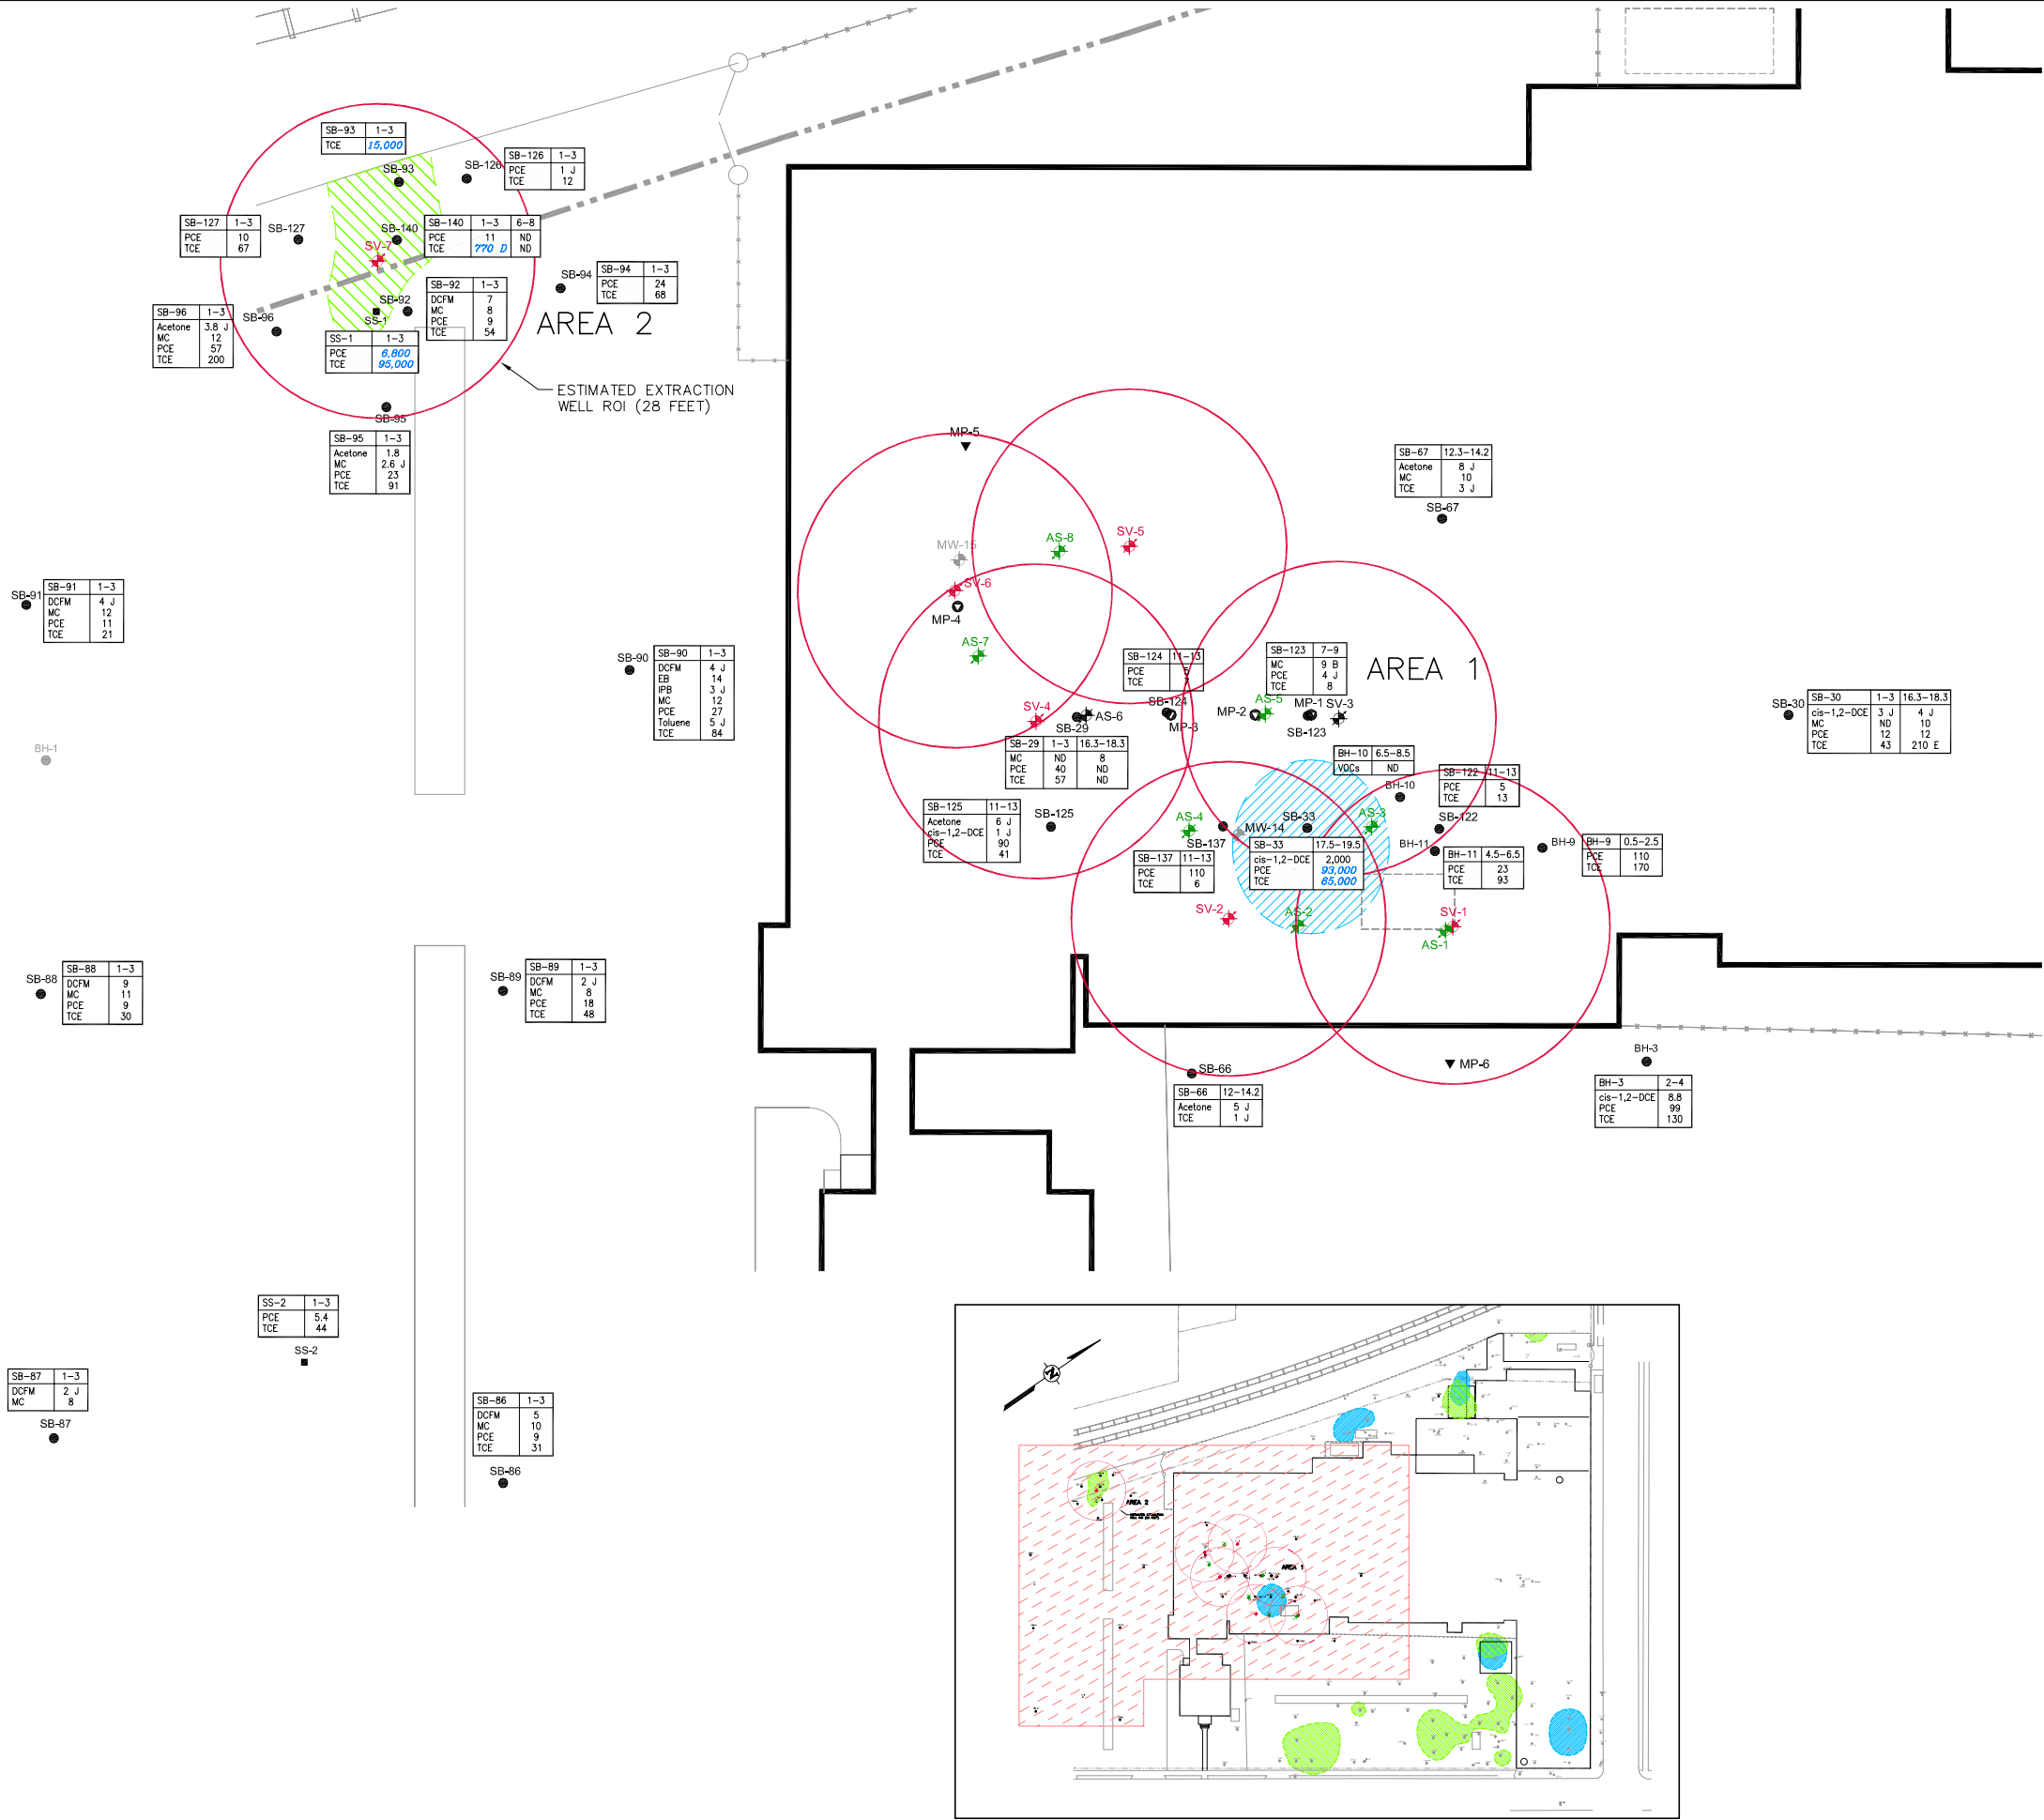 SB-93 1-3
TCE 15,000
SB-93
SB-126
SB-126 1-3
PCE 1 J
TCE 12
SB-127 1-3
PCE 10
TCE 67
SB-127
SB-140
SV-7
SB-140 1-3 6-8
PCE 11 ND
TCE 770 D ND
SB-94
SB-94 1-3
PCE 24
TCE 68
SB-92 1-3
DCFM 7
MC 8
PCE 9
TCE 54
SB-92
SS-1
AREA 2
SB-96 1-3
Acetone 3.8 J
MC 12
PCE 57
TCE 200
SB-96
SS-1 1-3
PCE 6,800
TCE 95,000
ESTIMATED EXTRACTION
WELL ROI (28 FEET)
SB-95
SB-95 1-3
Acetone 1.8
MC 2.6 J
PCE 23
TCE 91
MP-5
SB-67 12.3-14.2
Acetone 8 J
MC 10
TCE 3 J
SB-67
MW-15
AS-8
SV-5
SV-6
MP-4
AS-7
SB-91
SB-91 1-3
DCFM 4 J
MC 12
PCE 11
TCE 21
SB-90
SB-90 1-3
DCFM 4 J
EB 14
IPB 3 J
MC 12
PCE 27
Toluene 5 J
TCE 84
BH-1
SB-124 11-13
PCE 5
TCE 7
SB-123 7-9
MC 9 B
PCE 4 J
TCE 8
AREA 1
SV-4
SB-29
AS-6
SB-124
MP-3
MP-2
AS-5
MP-1
SV-3
SB-123
SB-30
SB-30 1-3 16.3-18.3
cis-1,2-DCE 3 J 4 J
MC ND 10
PCE 12 12
TCE 43 210 E
SB-29 1-3 16.3-18.3
MC ND 8
PCE 40 ND
TCE 57 ND
BH-10 6.5-8.5
VOCs ND
BH-10
SB-122 11-13
PCE 5
TCE 13
SB-125 11-13
Acetone 6 J
cis-1,2-DCE 1 J
PCE 90
TCE 41
SB-125
AS-4
SB-137
MW-14
SB-33
AS-3
SB-122
BH-11
BH-9
BH-9 0.5-2.5
PCE 110
TCE 170
SB-137 11-13
PCE 110
TCE 6
SB-33 17.5-19.5
cis-1,2-DCE 2,000
PCE 93,000
TCE 65,000
BH-11 4.5-6.5
PCE 23
TCE 93
SV-2
AS-2
SV-1
AS-1
SB-88
SB-88 1-3
DCFM 9
MC 11
PCE 9
TCE 30
SB-89
SB-89 1-3
DCFM 2 J
MC 8
PCE 18
TCE 48
SB-66
MP-6
BH-3
SB-66 12-14.2
Acetone 5 J
TCE 1 J
BH-3 2-4
cis-1,2-DCE 8.8
PCE 99
TCE 130
SS-2 1-3
PCE 5.4
TCE 44
SS-2
SB-87 1-3
DCFM 2 J
MC 8
SB-87
SB-86 1-3
DCFM 5
MC 10
PCE 9
TCE 31
SB-86
N
AREA 2
AREA 1